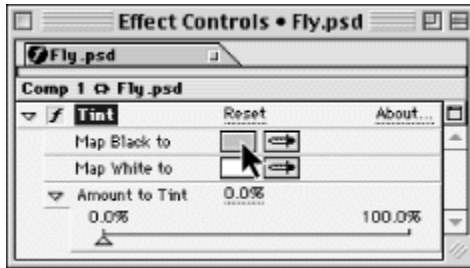 Effect Controls • Fly.psd
Fly.psd
Comp 1 Fly.psd
Tint Reset About...
Map Black to
Map White to
Amount to Tint 0.0%
0.0% 100.0%